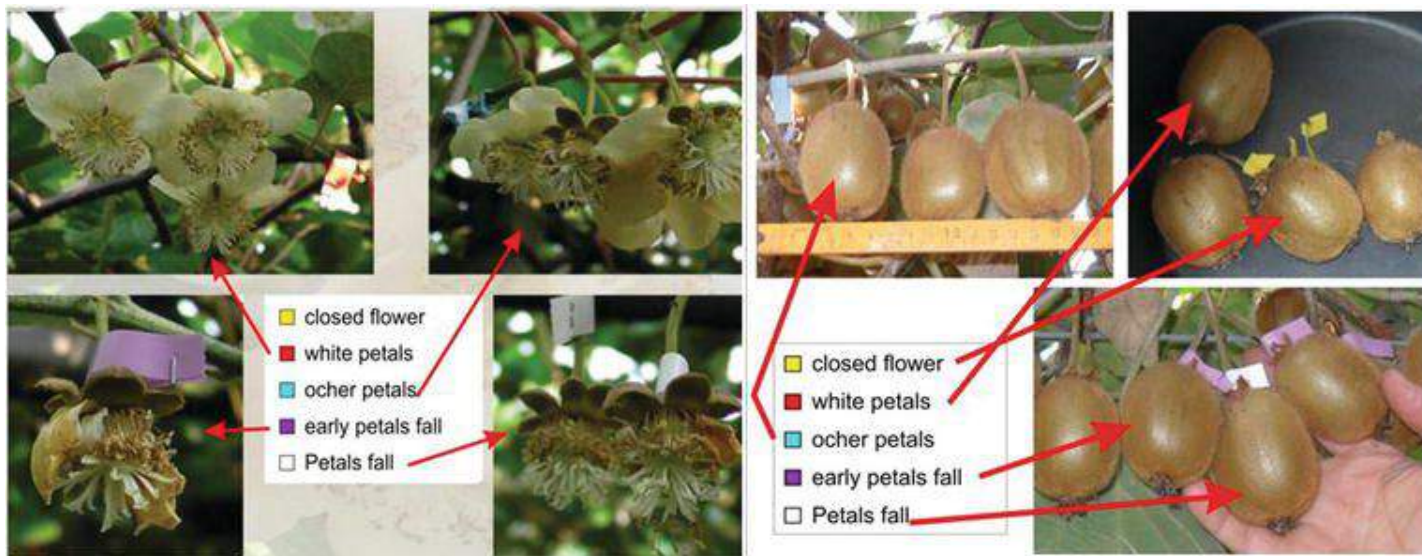 closed flower
white petals
ocher petals
early petals fall
Petals fall
closed flower
white petals
ocher petals
early petals fall
Petals fall